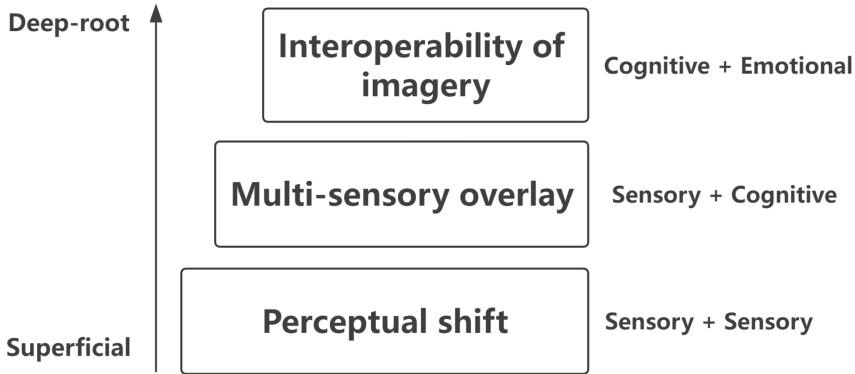 Deep-root
Interoperability of
imagery
Cognitive + Emotional
Multi-sensory overlay
Sensory + Cognitive
Perceptual shift
Sensory + Sensory
Superficial